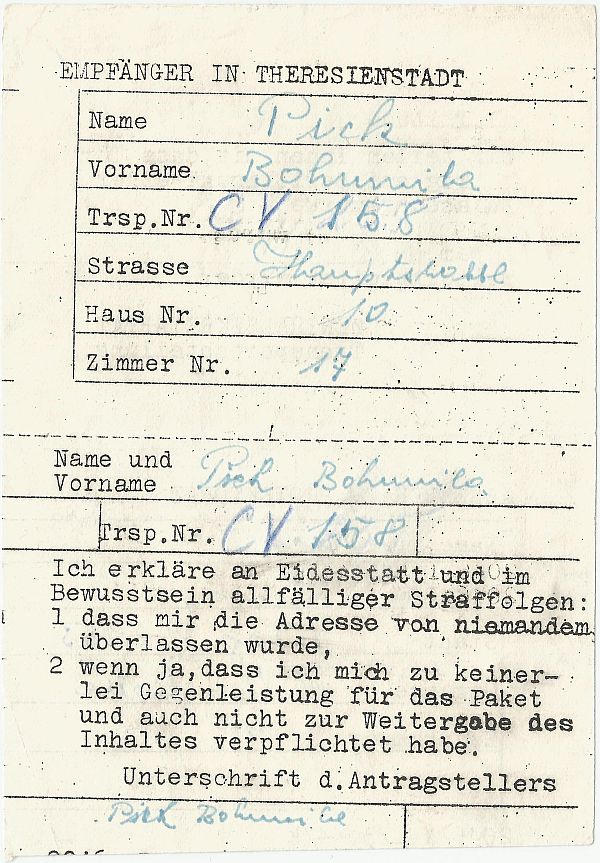 EMPFÄNGER IN THERESIENSTADT
Name Pick
Vorname Bohumila
Trsp.Nr. CV 158
Strasse Hauptstrasse
Haus Nr. 10
Zimmer Nr. 17
Name und
Vorname Pick Bohumila
Trsp.Nr. CV 158
Ich erkläre an Eidesstatt und im
Bewusstsein allfälliger Straffolgen:
1 dass mir die Adresse von niemandem
überlassen wurde,
2 wenn ja, dass ich mich zu keiner-
lei Gegenleistung für das Paket
und auch nicht zur Weitergabe des
Inhaltes verpflichtet habe.
Unterschrift d. Antragstellers
Pick Bohumila